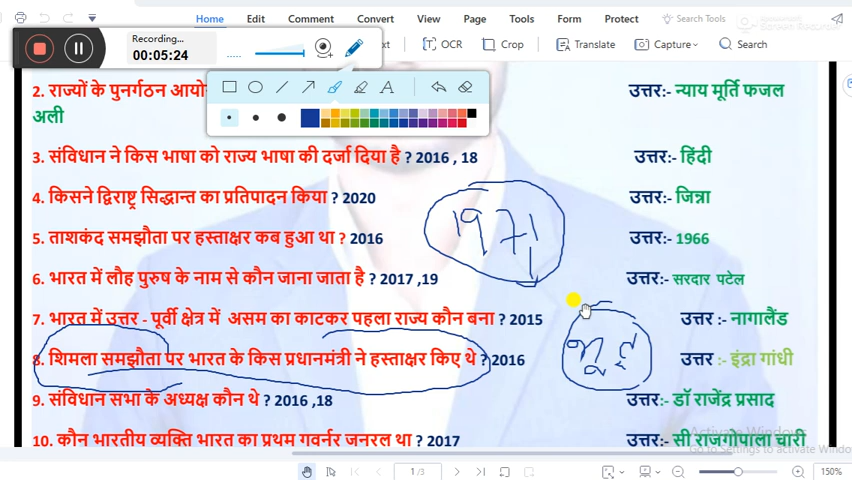 Home Edit Comment Convert View Page Tools Form Protect Search Tools
Recording...
00:05:24
OCR Crop Translate Capture Search
2. राज्यों के पुनर्गठन आयो उत्तर:- न्याय मूर्ति फजल
अली
3. संविधान ने किस भाषा को राज्य भाषा की दर्जा दिया है ? 2016 , 18 उत्तर:- हिंदी
4. किसने द्विराष्ट्र सिद्धान्त का प्रतिपादन किया ? 2020 उत्तर:- जिन्ना
1971
5. ताशकंद समझौता पर हस्ताक्षर कब हुआ था ? 2016 उत्तर:- 1966
6. भारत में लौह पुरुष के नाम से कौन जाना जाता है ? 2017 ,19 उत्तर:- सरदार पटेल
7. भारत में उत्तर - पूर्वी क्षेत्र में असम का काटकर पहला राज्य कौन बना ? 2015 उत्तर :- नागालैंड
8. शिमला समझौता पर भारत के किस प्रधानमंत्री ने हस्ताक्षर किए थे ? 2016 उत्तर :- इंद्रा गांधी
9. संविधान सभा के अध्यक्ष कौन थे ? 2016 ,18 उत्तर:- डॉ राजेंद्र प्रसाद
Activate Windows
10. कौन भारतीय व्यक्ति भारत का प्रथम गवर्नर जनरल था ? 2017 उत्तर:- सी राजगोपाला चारी
Go to Settings to activate Windo
1 / 3 150%